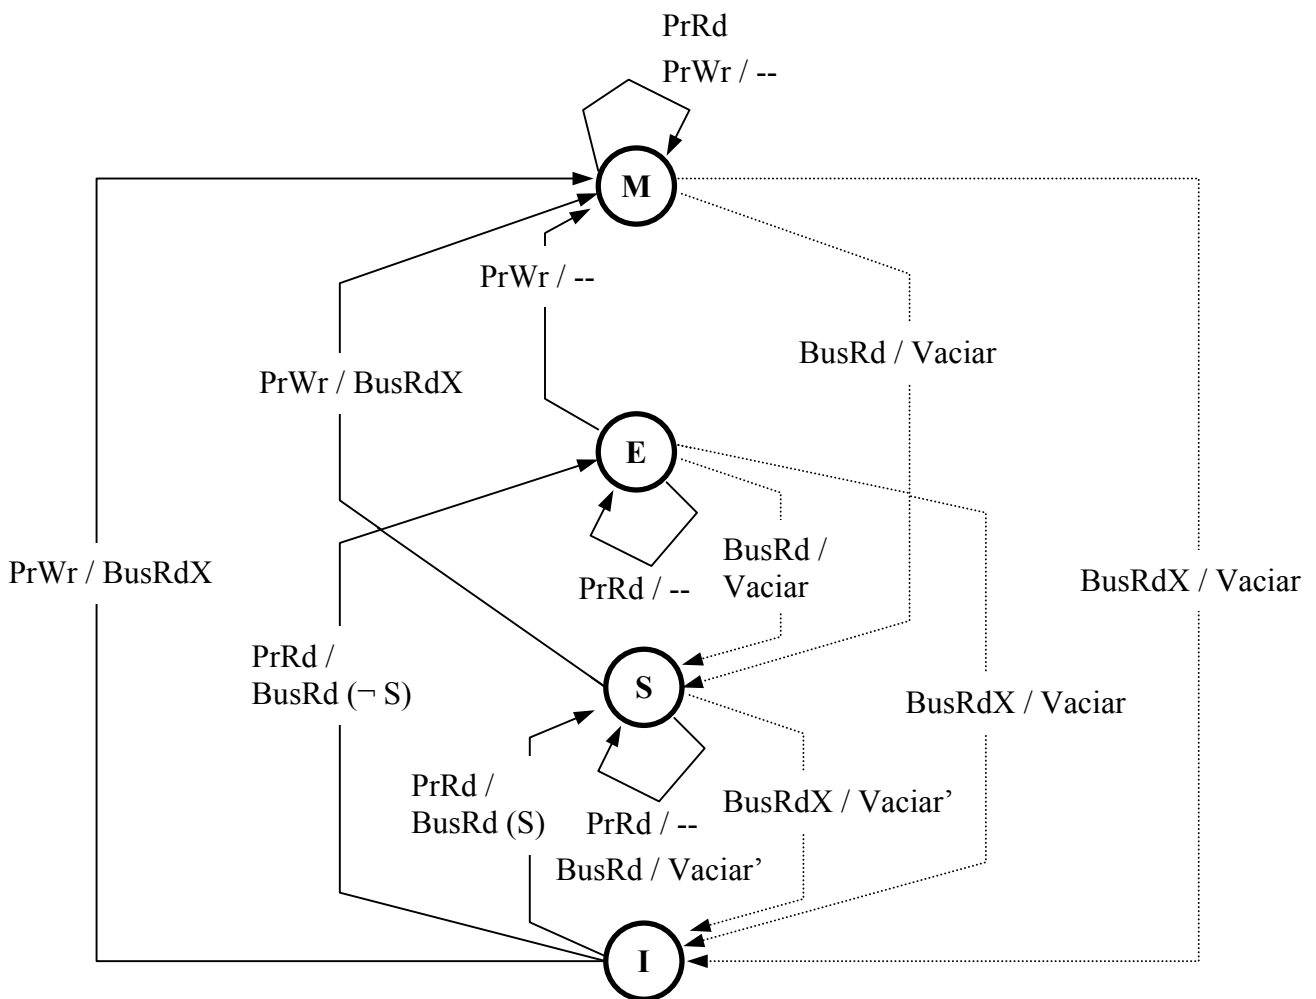 PrRd
PrWr / --
M
PrWr / --
BusRd / Vaciar
PrWr / BusRdX
E
BusRd /
Vaciar
PrWr / BusRdX
BusRdX / Vaciar
PrRd / --
PrRd /
BusRd (¬ S)
S
BusRdX / Vaciar
PrRd /
BusRd (S)
BusRdX / Vaciar’
PrRd / --
BusRd / Vaciar’
I